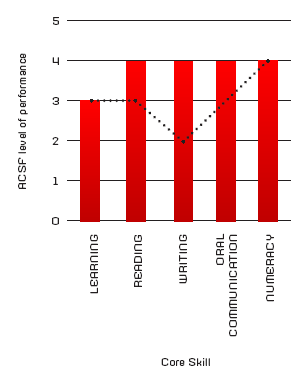 5
4
3
2
1
0
ACSF level of performance
LEARNING
READING
WRITING
ORAL
COMMUNICATION
NUMERACY
Core Skill